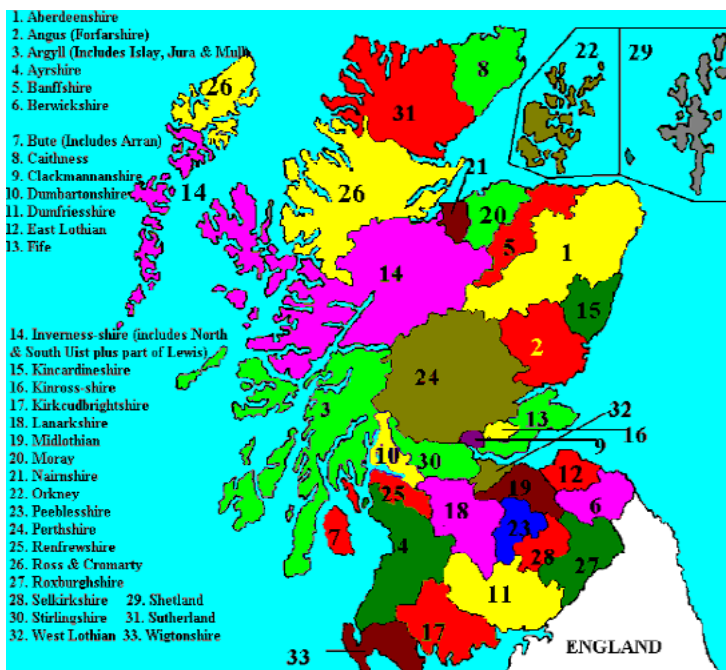 1. Aberdeenshire
2. Angus (Forfarshire)
3. Argyll (Includes Islay, Jura & Mull)
4. Ayrshire
5. Banffshire
6. Berwickshire
7. Bute (Includes Arran)
8. Caithness
9. Clackmannanshire
10. Dumbartonshire
11. Dumfriesshire
12. East Lothian
13. Fife
14. Inverness-shire (includes North
& South Uist plus part of Lewis)
15. Kincardineshire
16. Kinross-shire
17. Kirkcudbrightshire
18. Lanarkshire
19. Midlothian
20. Moray
21. Nairnshire
22. Orkney
23. Peeblesshire
24. Perthshire
25. Renfrewshire
26. Ross & Cromarty
27. Roxburghshire
28. Selkirkshire 29. Shetland
30. Stirlingshire 31. Sutherland
32. West Lothian 33. Wigtonshire
22 29
26
8
31
21
26
14
20
5
1
14
15
2
24
3
13
32
16
9
10
30
25
12
19
6
18
23
7
4
28
27
11
17
33
ENGLAND